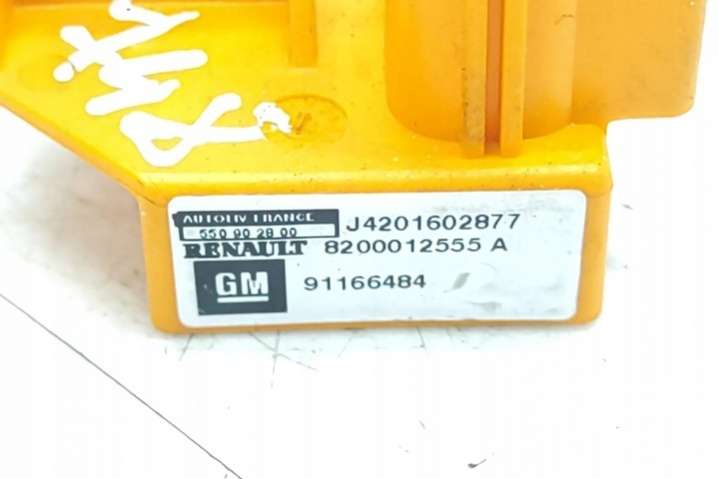 AUTOLIV FRANCE
550 90 28 00
J4201602877
RENAULT 8200012555 A
GM 91166484